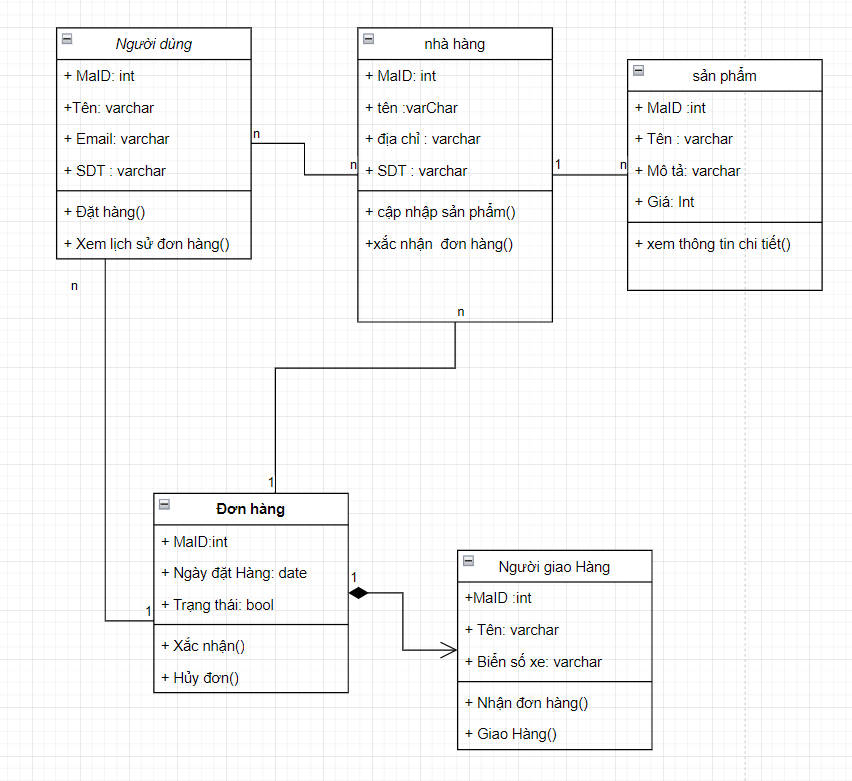 Người dùng
+ MaID: int
+Tên: varchar
+ Email: varchar
+ SDT : varchar
+ Đặt hàng()
+ Xem lịch sử đơn hàng()
n
n
nhà hàng
+ MaID: int
+ tên :varChar
+ địa chỉ : varchar
+ SDT : varchar
+ cập nhập sản phẩm()
+xắc nhận đơn hàng()
n
n
1
n
sản phẩm
+ MaID :int
+ Tên : varchar
+ Mô tả: varchar
+ Giá: Int
+ xem thông tin chi tiết()
1
Đơn hàng
+ MaID:int
+ Ngày đặt Hàng: date
+ Trạng thái: bool
+ Xắc nhận()
+ Hủy đơn()
1
1
Người giao Hàng
+MaID :int
+ Tên: varchar
+ Biển số xe: varchar
+ Nhận đơn hàng()
+ Giao Hàng()